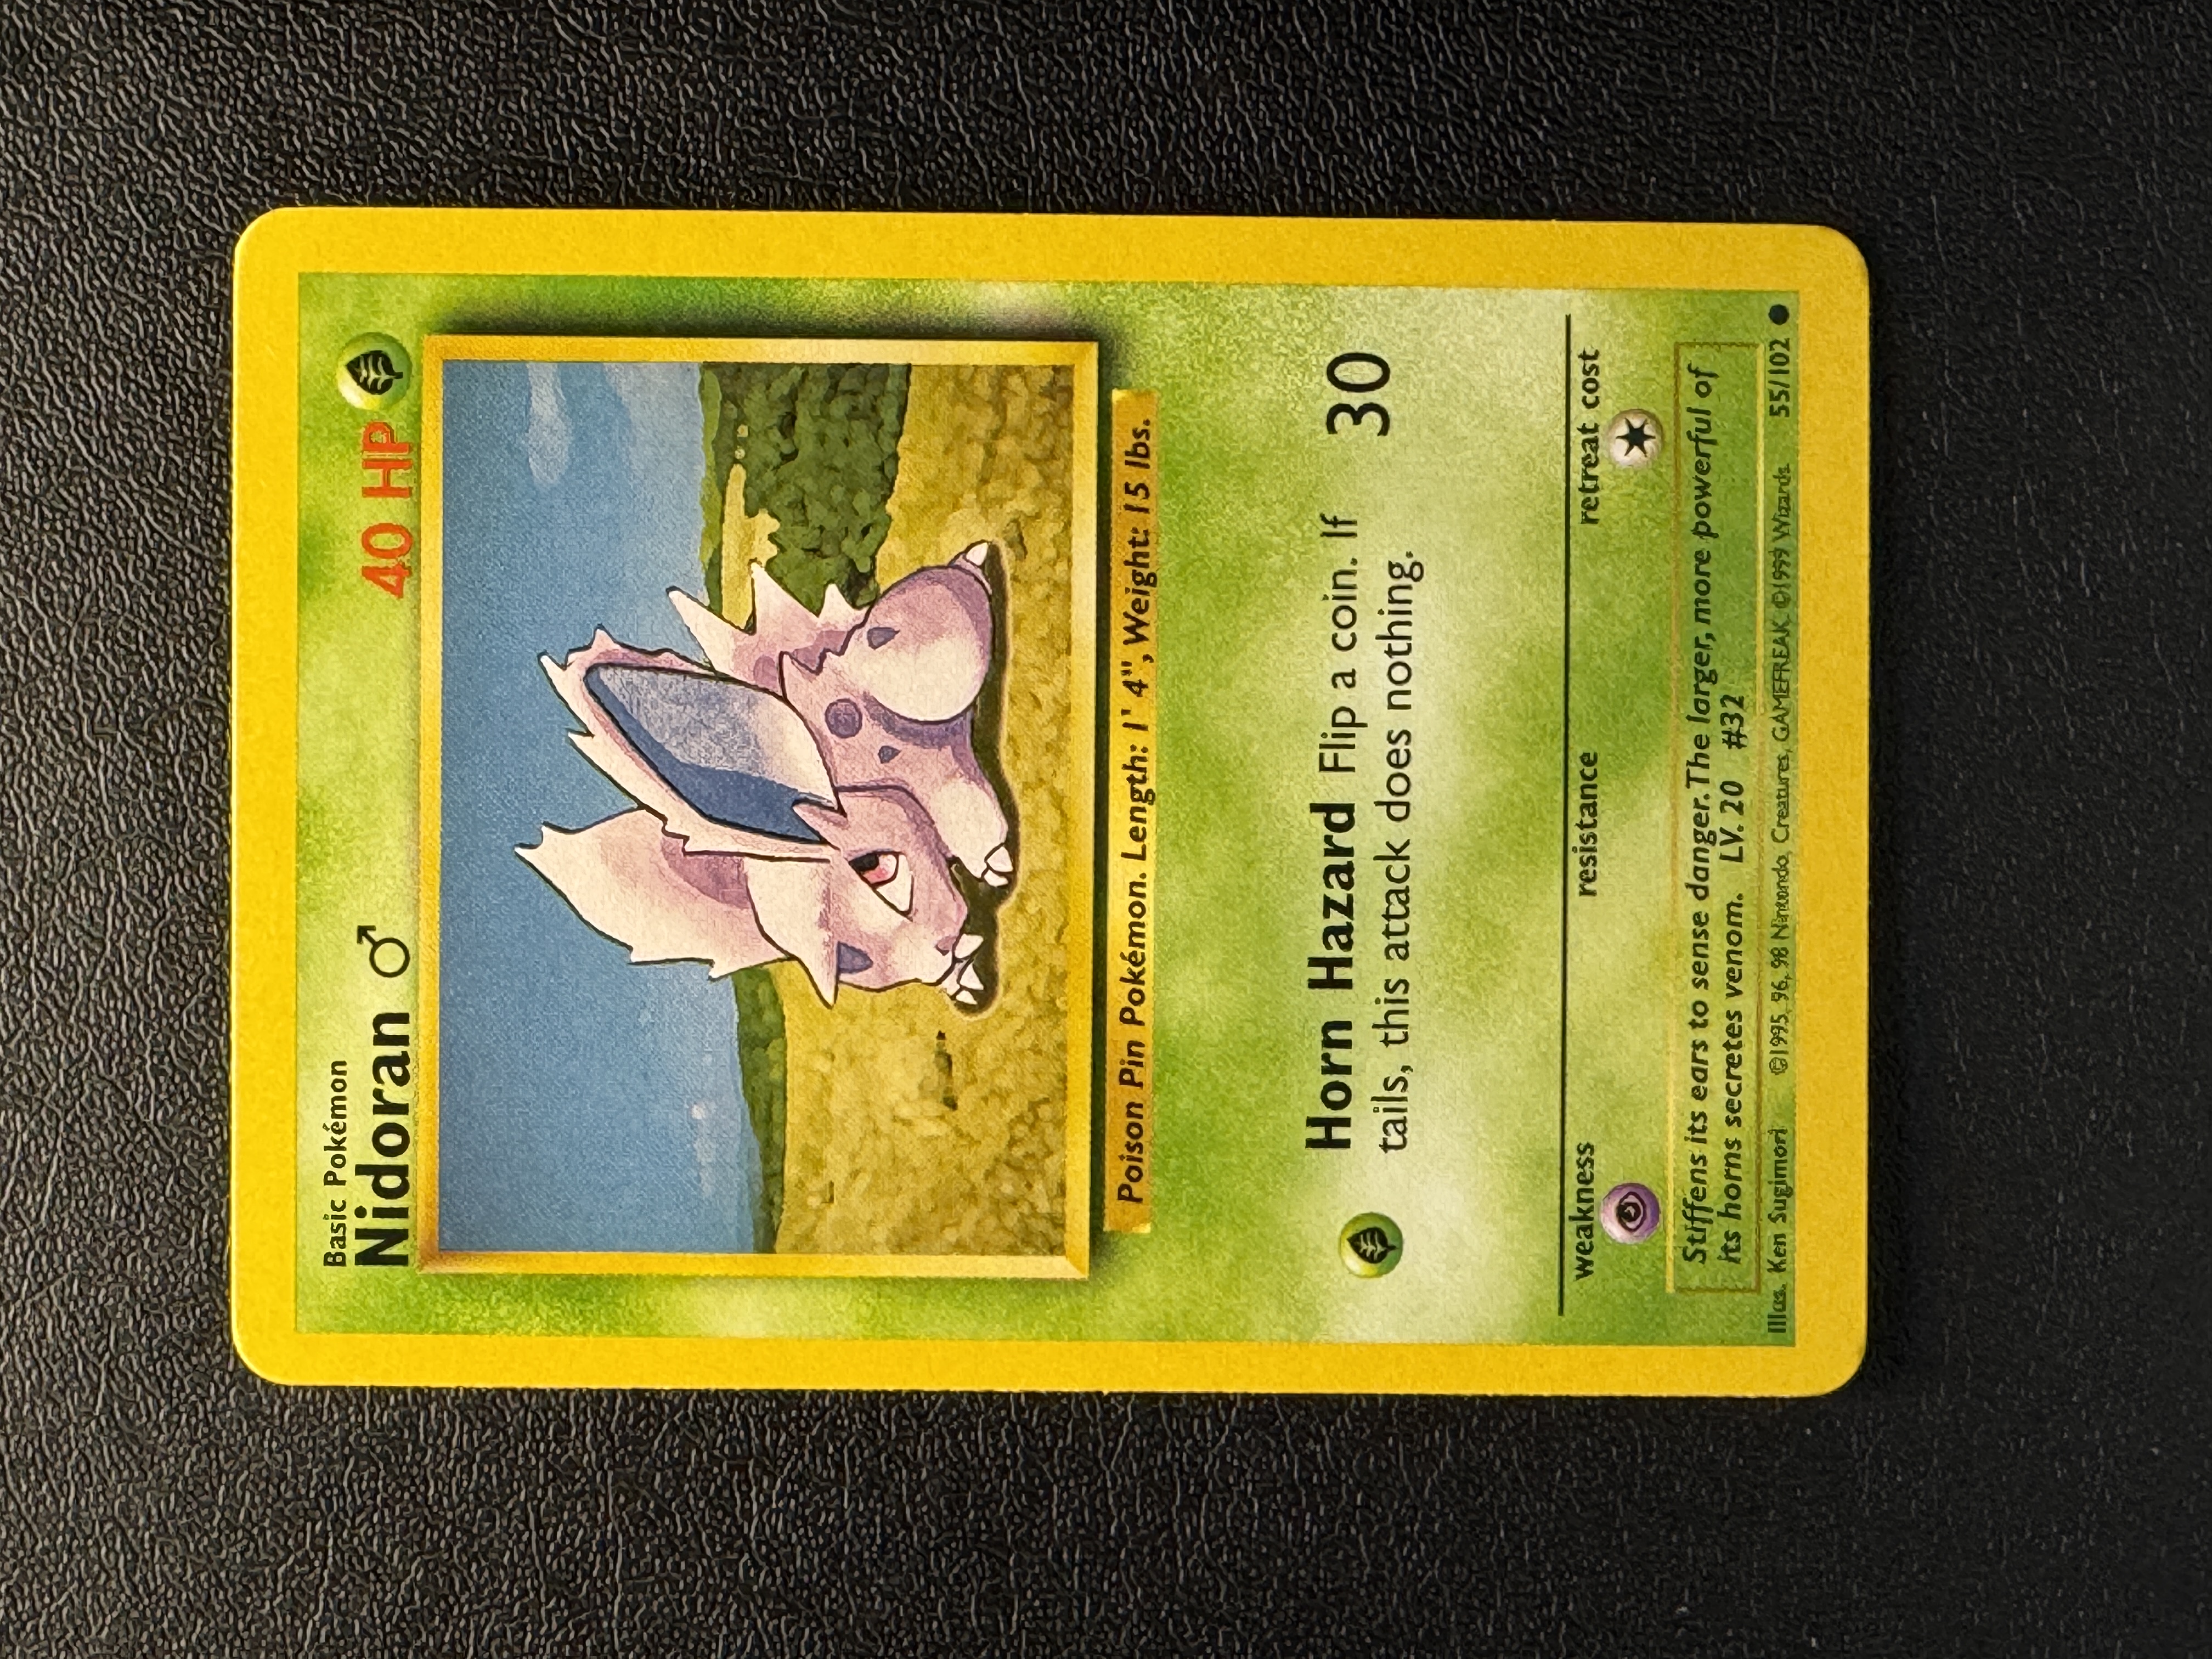 Basic Pokémon
Nidoran ♂ 40 HP
Poison Pin Pokémon. Length: 1' 4", Weight: 15 lbs.
Horn Hazard Flip a coin. If 30
tails, this attack does nothing.
weakness resistance retreat cost
Stiffens its ears to sense danger. The larger, more powerful of
its horns secretes venom. LV. 20 #32
Illus. Ken Sugimori ©1995, 96, 98 Nintendo, Creatures, GAMEFREAK. ©1999 Wizards. 55/102